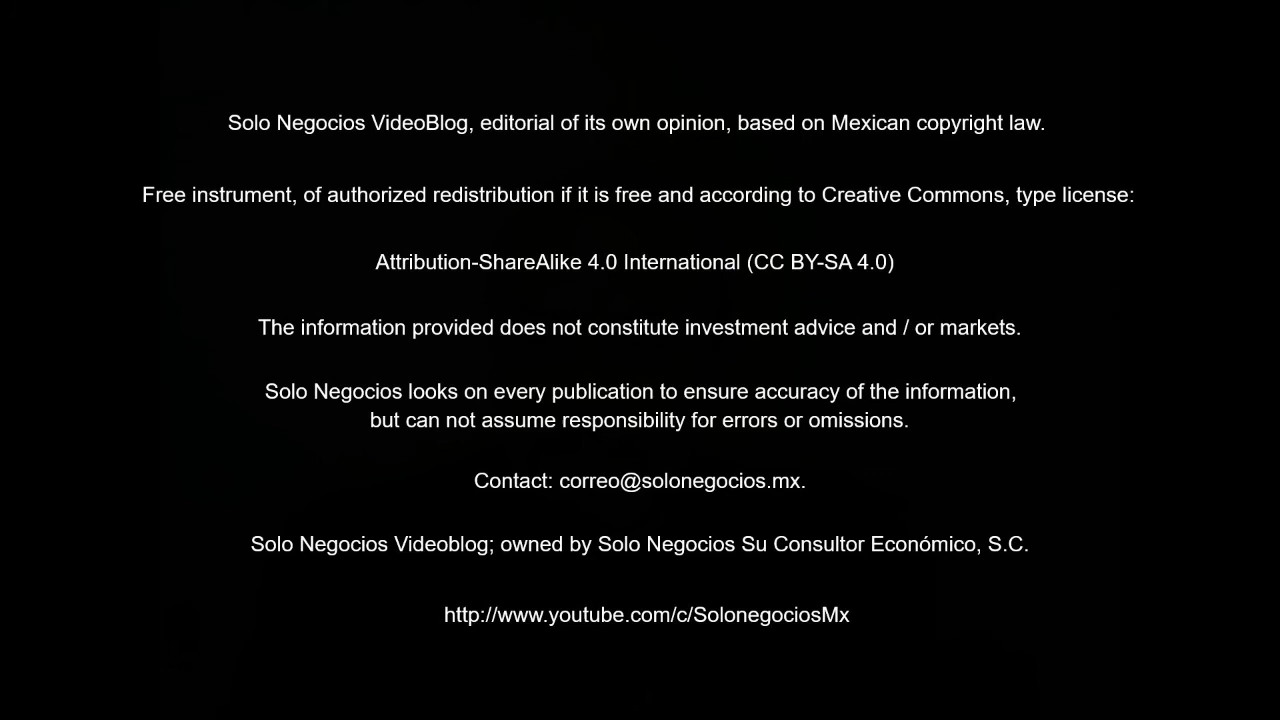 Solo Negocios VideoBlog, editorial of its own opinion, based on Mexican copyright law.
Free instrument, of authorized redistribution if it is free and according to Creative Commons, type license:
Attribution-ShareAlike 4.0 International (CC BY-SA 4.0)
The information provided does not constitute investment advice and / or markets.
Solo Negocios looks on every publication to ensure accuracy of the information,
but can not assume responsibility for errors or omissions.
Contact: correo@solonegocios.mx.
Solo Negocios Videoblog; owned by Solo Negocios Su Consultor Económico, S.C.
http://www.youtube.com/c/SolonegociosMx